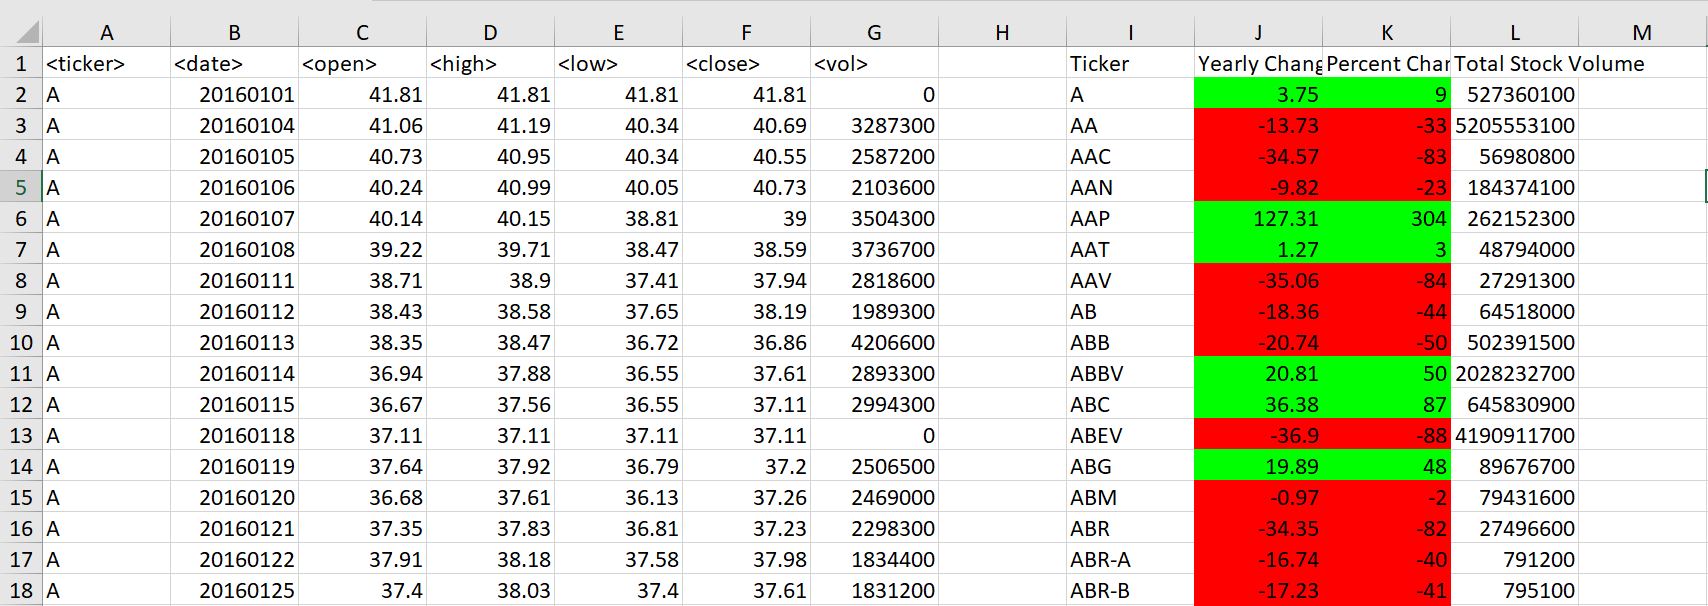 A B C D E F G H I J K L M
1 <ticker> <date> <open> <high> <low> <close> <vol> Ticker Yearly Chang Percent Char Total Stock Volume
2 A 20160101 41.81 41.81 41.81 41.81 0 A 3.75 9 527360100
3 A 20160104 41.06 41.19 40.34 40.69 3287300 AA -13.73 -33 5205553100
4 A 20160105 40.73 40.95 40.34 40.55 2587200 AAC -34.57 -83 56980800
5 A 20160106 40.24 40.99 40.05 40.73 2103600 AAN -9.82 -23 184374100
6 A 20160107 40.14 40.15 38.81 39 3504300 AAP 127.31 304 262152300
7 A 20160108 39.22 39.71 38.47 38.59 3736700 AAT 1.27 3 48794000
8 A 20160111 38.71 38.9 37.41 37.94 2818600 AAV -35.06 -84 27291300
9 A 20160112 38.43 38.58 37.65 38.19 1989300 AB -18.36 -44 64518000
10 A 20160113 38.35 38.47 36.72 36.86 4206600 ABB -20.74 -50 502391500
11 A 20160114 36.94 37.88 36.55 37.61 2893300 ABBV 20.81 50 2028232700
12 A 20160115 36.67 37.56 36.55 37.11 2994300 ABC 36.38 87 645830900
13 A 20160118 37.11 37.11 37.11 37.11 0 ABEV -36.9 -88 4190911700
14 A 20160119 37.64 37.92 36.79 37.2 2506500 ABG 19.89 48 89676700
15 A 20160120 36.68 37.61 36.13 37.26 2469000 ABM -0.97 -2 79431600
16 A 20160121 37.35 37.83 36.81 37.23 2298300 ABR -34.35 -82 27496600
17 A 20160122 37.91 38.18 37.58 37.98 1834400 ABR-A -16.74 -40 791200
18 A 20160125 37.4 38.03 37.4 37.61 1831200 ABR-B -17.23 -41 795100